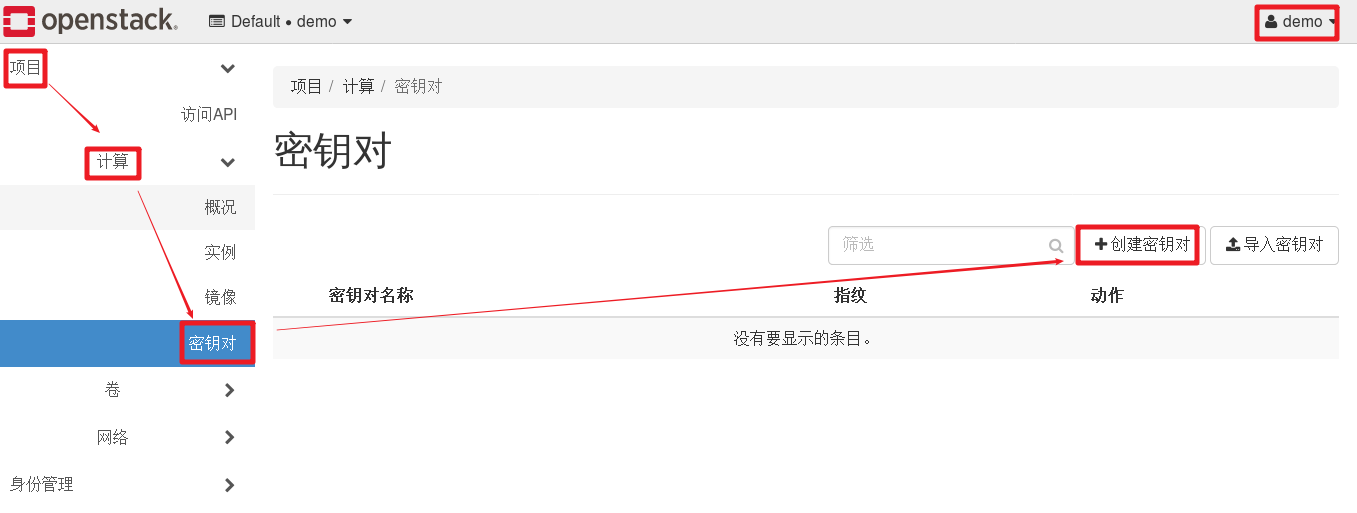 openstack. Default • demo demo
项目
访问API
计算
概况
实例
镜像
密钥对
卷
网络
身份管理
项目 / 计算 / 密钥对
密钥对
筛选 创建密钥对 导入密钥对
密钥对名称 指纹 动作
没有要显示的条目。